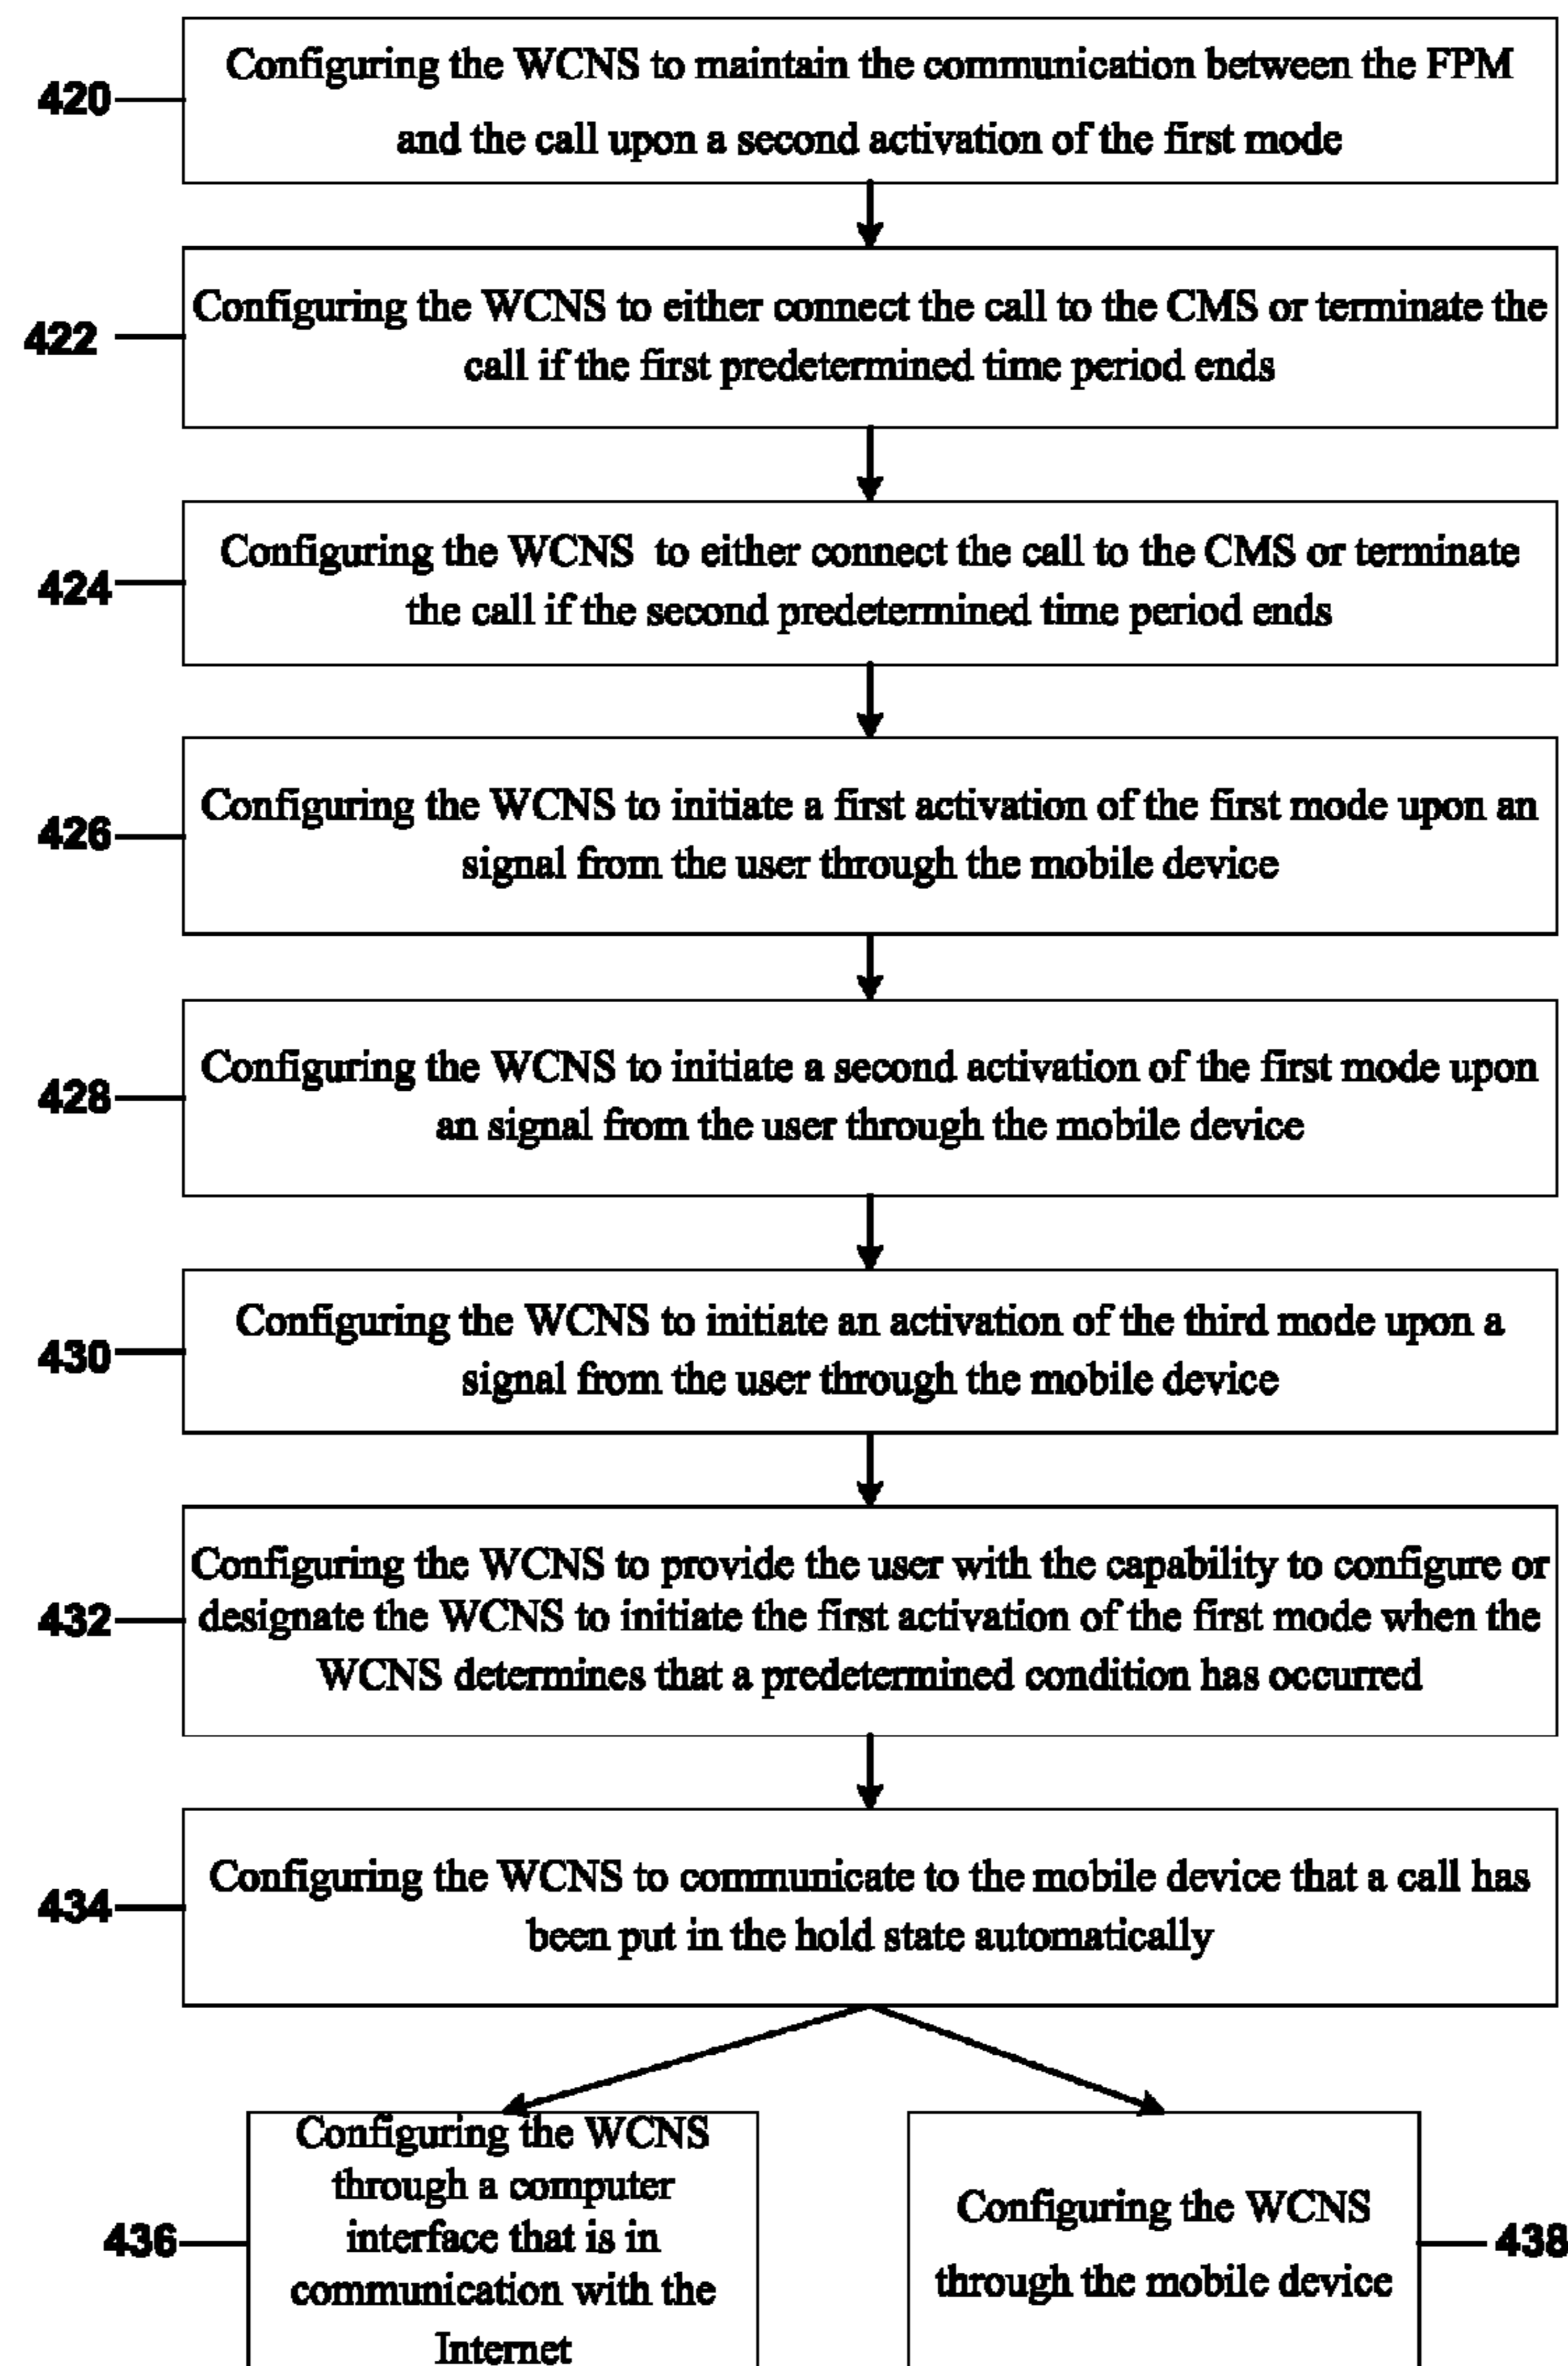 Configuring the WCNS to maintain the communication between the FPM
420
and the call upon a second activation of the first mode
Configuring the WCNS to either connect the call to the CMS or terminate the
422
call if the first predetermined time period ends
Configuring the WCNS to either connect the call to the CMS or terminate
424
the call if the second predetermined time period ends
Configuring the WCNS to initiate a first activation of the first mode upon an
426
signal from the user through the mobile device
Configuring the WCNS to initiate a second activation of the first mode upon
428
an signal from the user through the mobile device
Configuring the WCNS to initiate an activation of the third mode upon a
430
signal from the user through the mobile device
Configuring the WCNS to provide the user with the capability to configure or
432
designate the WCNS to initiate the first activation of the first mode when the
WCNS determines that a predetermined condition has occurred
Configuring the WCNS to communicate to the mobile device that a call has
434
been put in the hold state automatically
Configuring the WCNS
through a computer
interface that is in
communication with the
Internet
436
Configuring the WCNS
through the mobile device
438